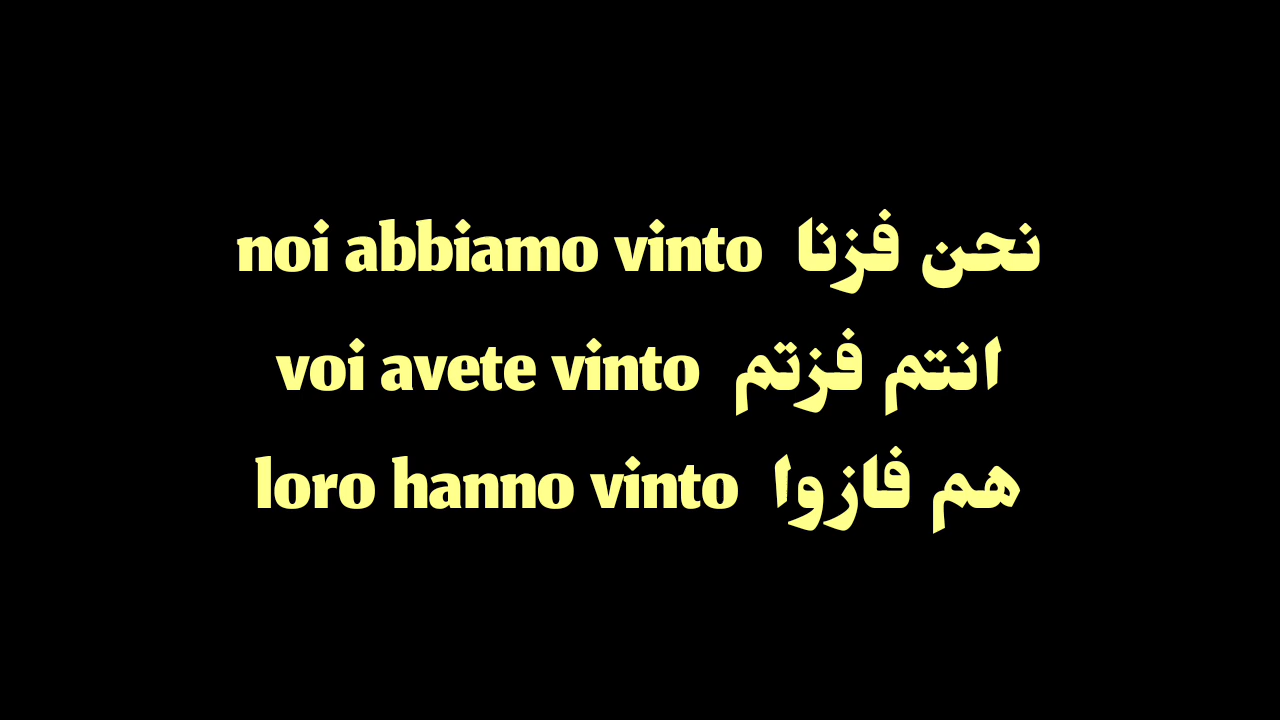 noi abbiamo vinto نحن فزنا
voi avete vinto انتم فزتم
loro hanno vinto هم فازوا